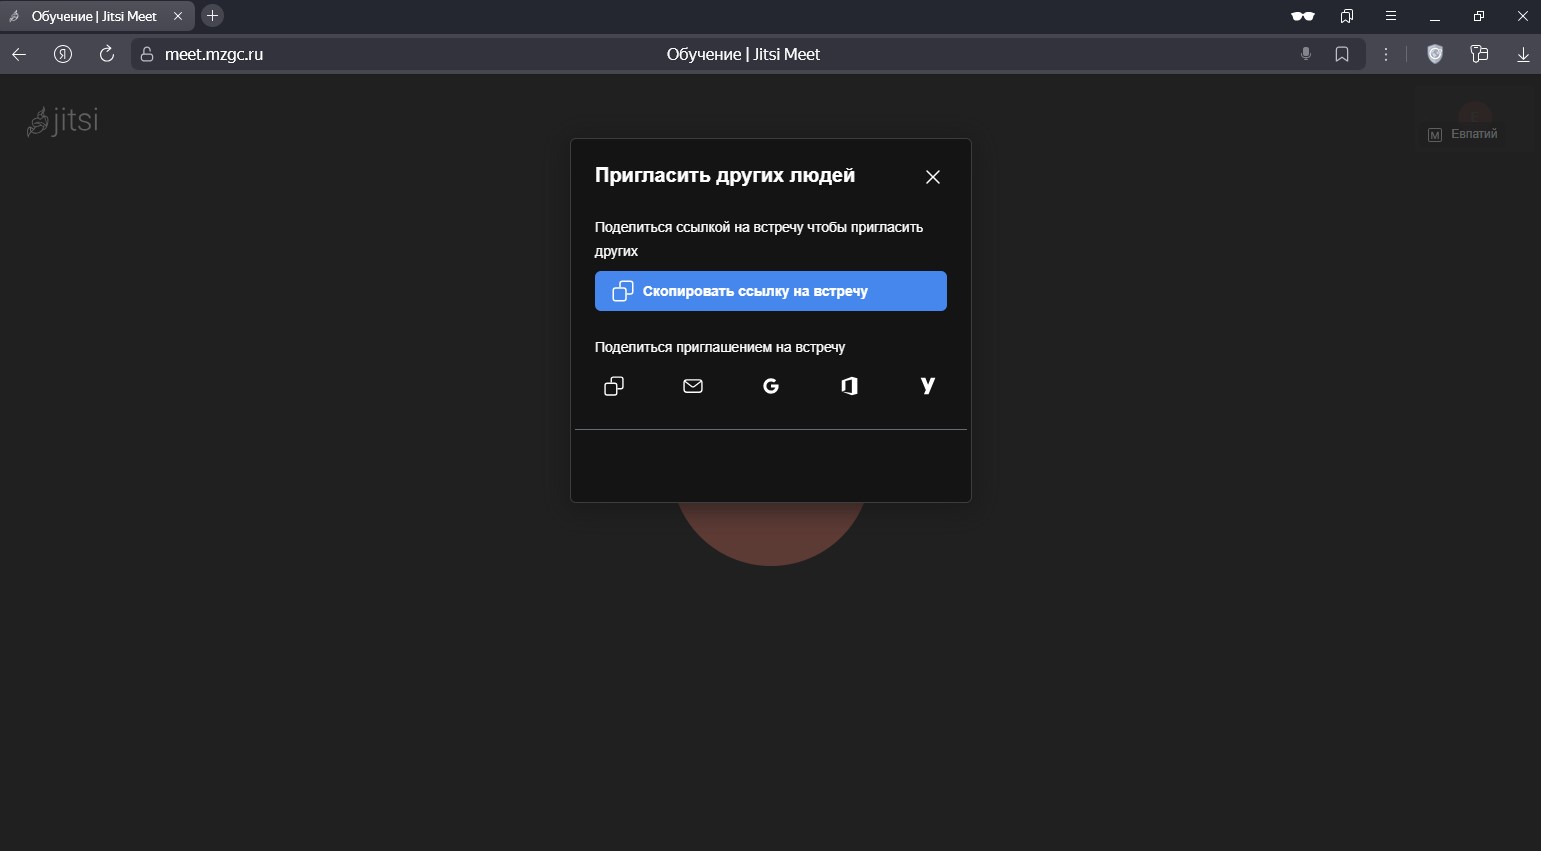 Обучение | Jitsi Meet
Я
meet.mzgc.ru
Обучение | Jitsi Meet
jitsi
Е
М Евпатий
Пригласить других людей
Поделиться ссылкой на встречу чтобы пригласить
других
Скопировать ссылку на встречу
Поделиться приглашением на встречу
G
y